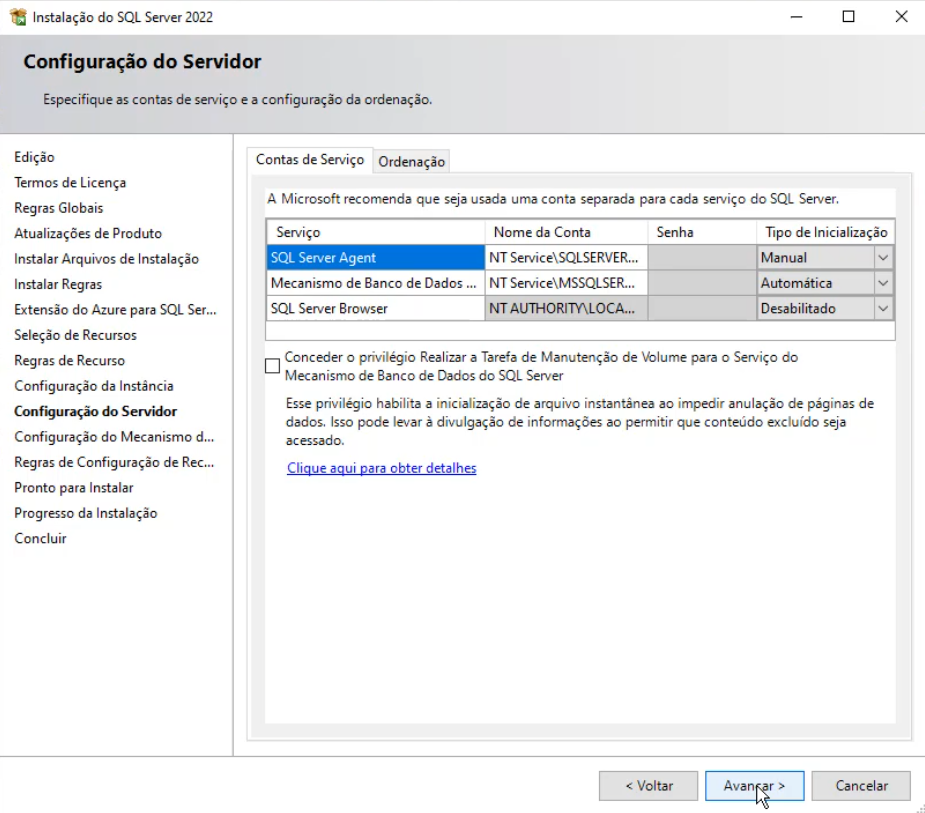 Instalação do SQL Server 2022
Configuração do Servidor
Especifique as contas de serviço e a configuração da ordenação.
Edição
Termos de Licença
Regras Globais
Atualizações de Produto
Instalar Arquivos de Instalação
Instalar Regras
Extensão do Azure para SQL Ser...
Seleção de Recursos
Regras de Recurso
Configuração da Instância
Configuração do Servidor
Configuração do Mecanismo d...
Regras de Configuração de Rec...
Pronto para Instalar
Progresso da Instalação
Concluir
Contas de Serviço Ordenação
A Microsoft recomenda que seja usada uma conta separada para cada serviço do SQL Server.
Serviço Nome da Conta Senha Tipo de Inicialização
SQL Server Agent NT Service\SQLSERVER... Manual
Mecanismo de Banco de Dados ... NT Service\MSSQLSER... Automática
SQL Server Browser NT AUTHORITY\LOCA... Desabilitado
Conceder o privilégio Realizar a Tarefa de Manutenção de Volume para o Serviço do
Mecanismo de Banco de Dados do SQL Server
Esse privilégio habilita a inicialização de arquivo instantânea ao impedir anulação de páginas de
dados. Isso pode levar à divulgação de informações ao permitir que conteúdo excluído seja
acessado.
Clique aqui para obter detalhes
< Voltar Avançar > Cancelar